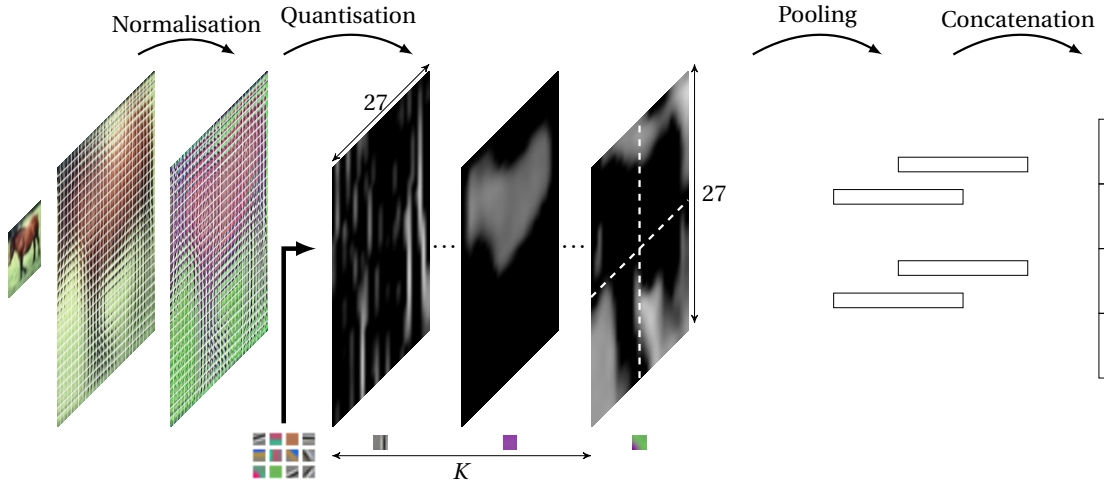 Normalisation
Quantisation
Pooling
Concatenation
27
27
...
...
K